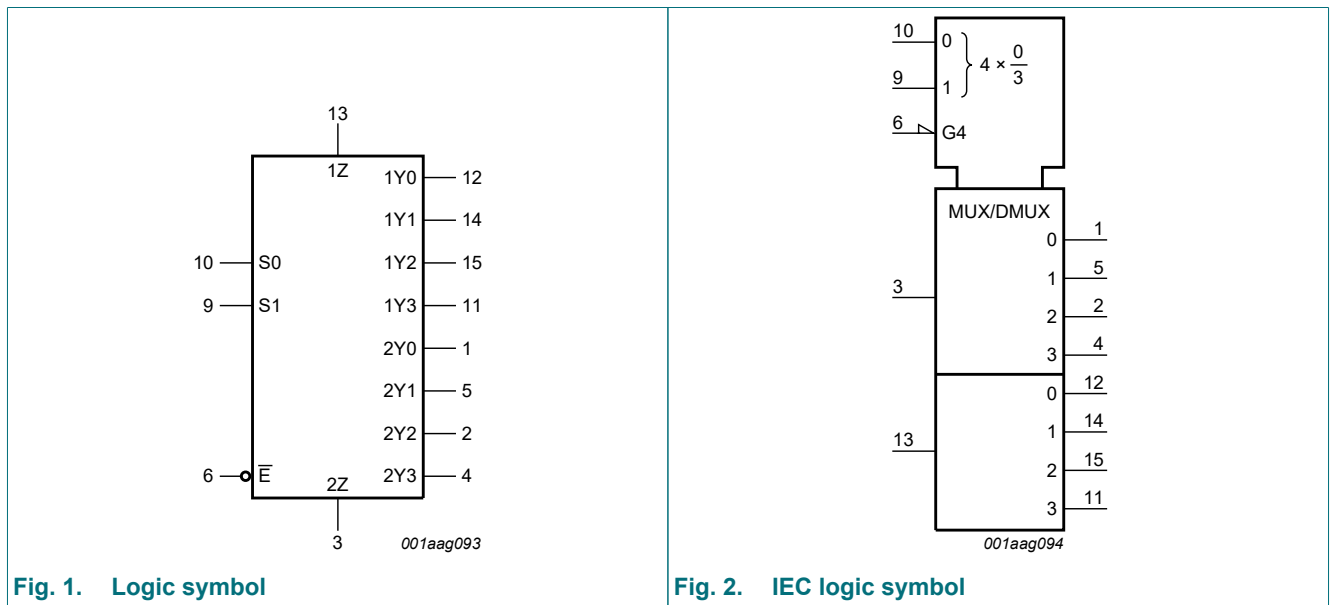 13
1Z
1Y0 12
1Y1 14
10 S0 1Y2 15
9 S1 1Y3 11
2Y0 1
2Y1 5
2Y2 2
6 E̅ 2Y3 4
2Z
3
001aag093
Fig. 1. Logic symbol
10 0
9 1
4 × 0/3
6 G4
MUX/DMUX
0 1
1 5
3
2 2
3 4
0 12
1 14
13
2 15
3 11
001aag094
Fig. 2. IEC logic symbol